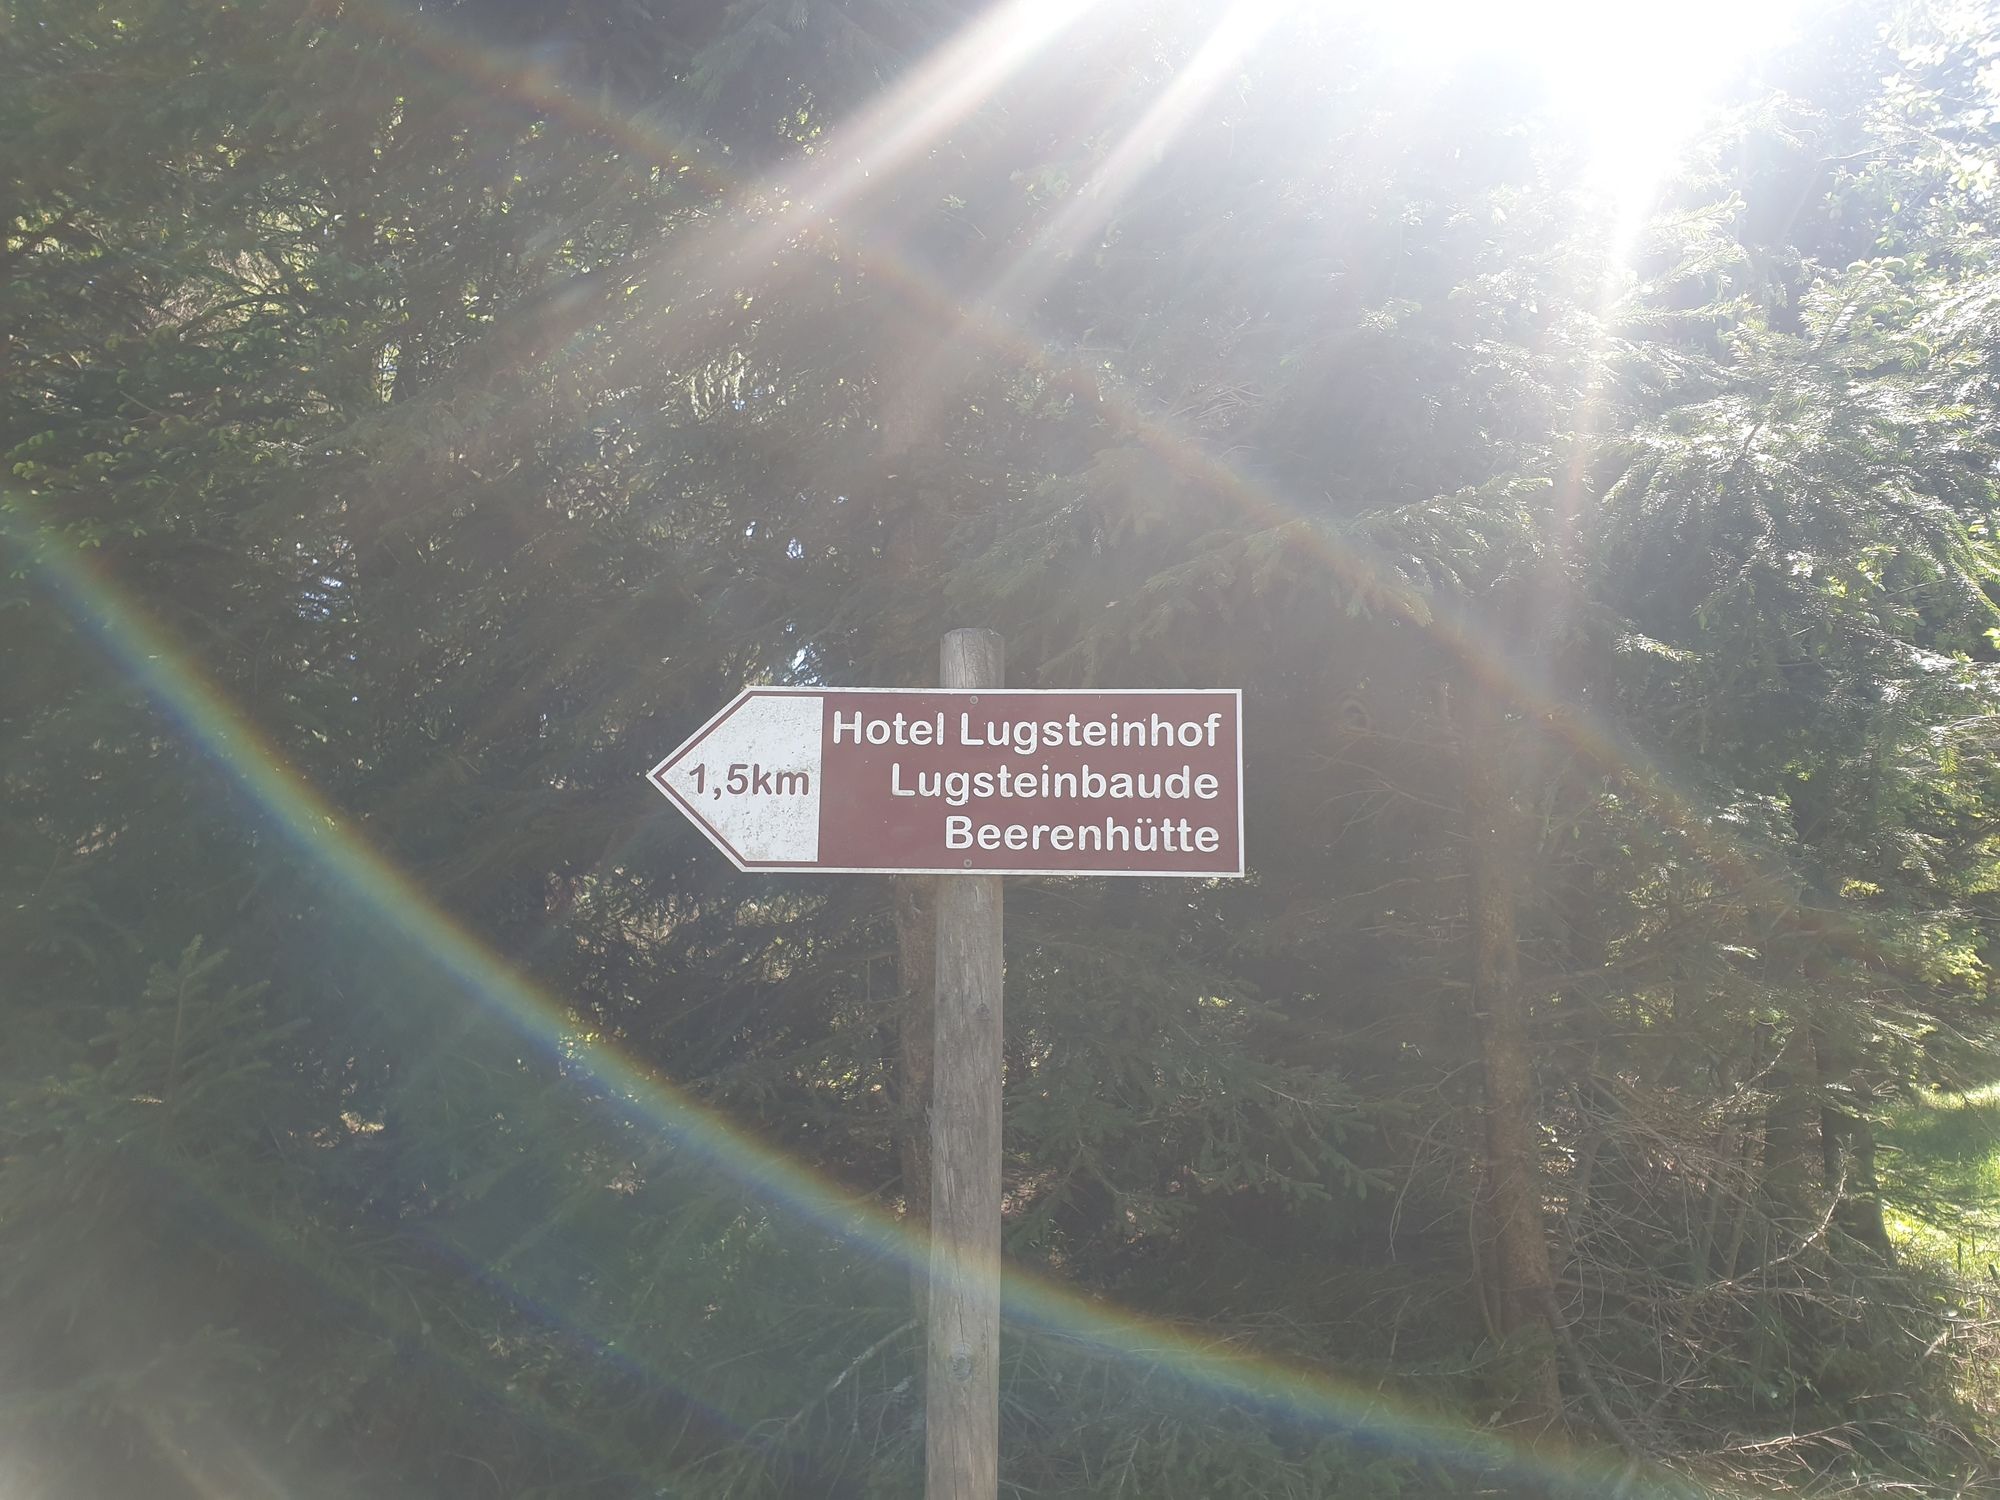 1,5km
Hotel Lugsteinhof
Lugsteinbaude
Beerenhütte